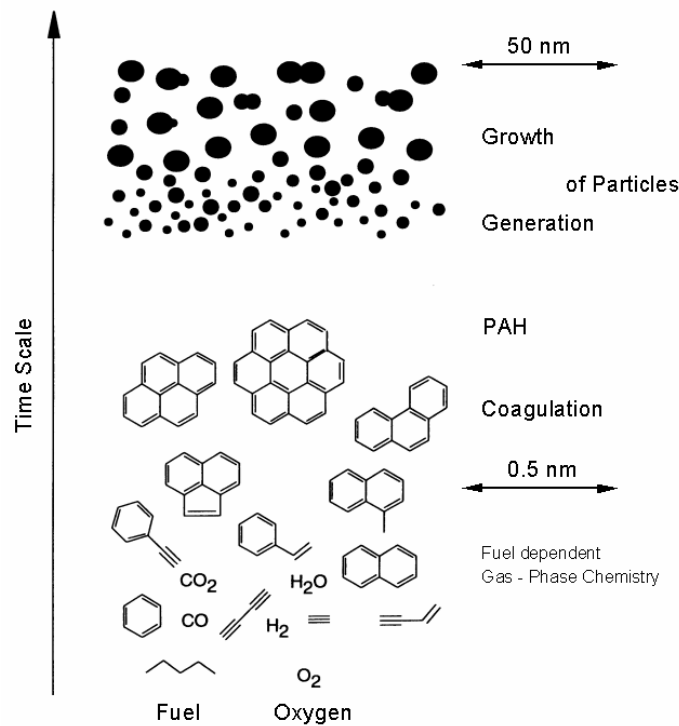 50 nm
Growth
of Particles
Generation
PAH
Time Scale
Coagulation
0.5 nm
Fuel dependent
CO₂ H₂O Gas - Phase Chemistry
CO H₂
O₂
Fuel Oxygen